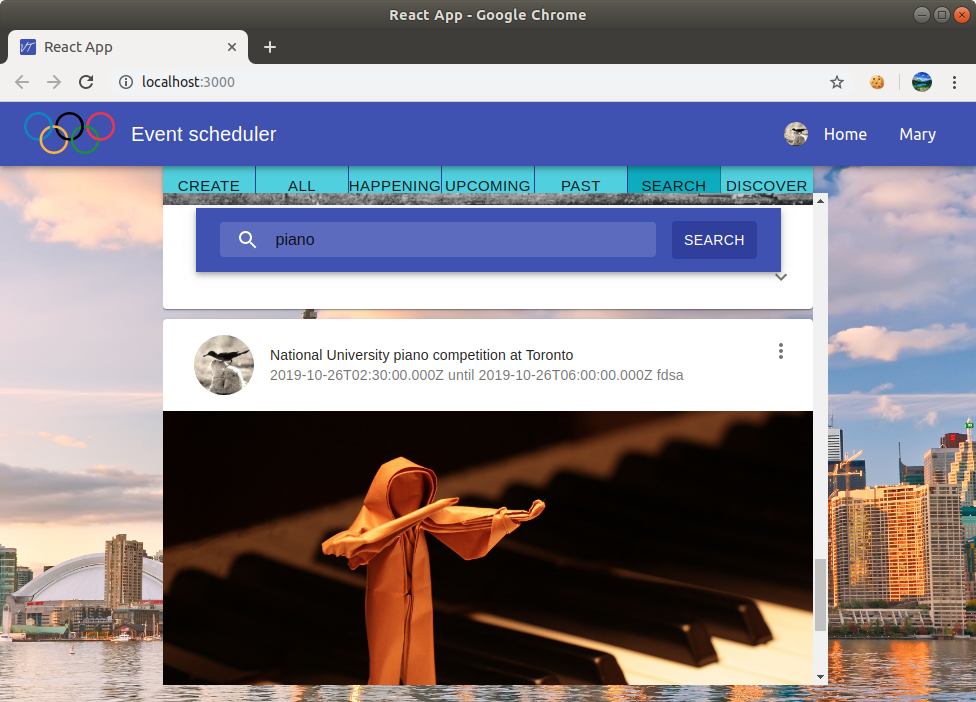 React App - Google Chrome
VT React App
localhost:3000
Event scheduler
Home Mary
CREATE ALL HAPPENING UPCOMING PAST SEARCH DISCOVER
piano SEARCH
National University piano competition at Toronto
2019-10-26T02:30:00.000Z until 2019-10-26T06:00:00.000Z fdsa